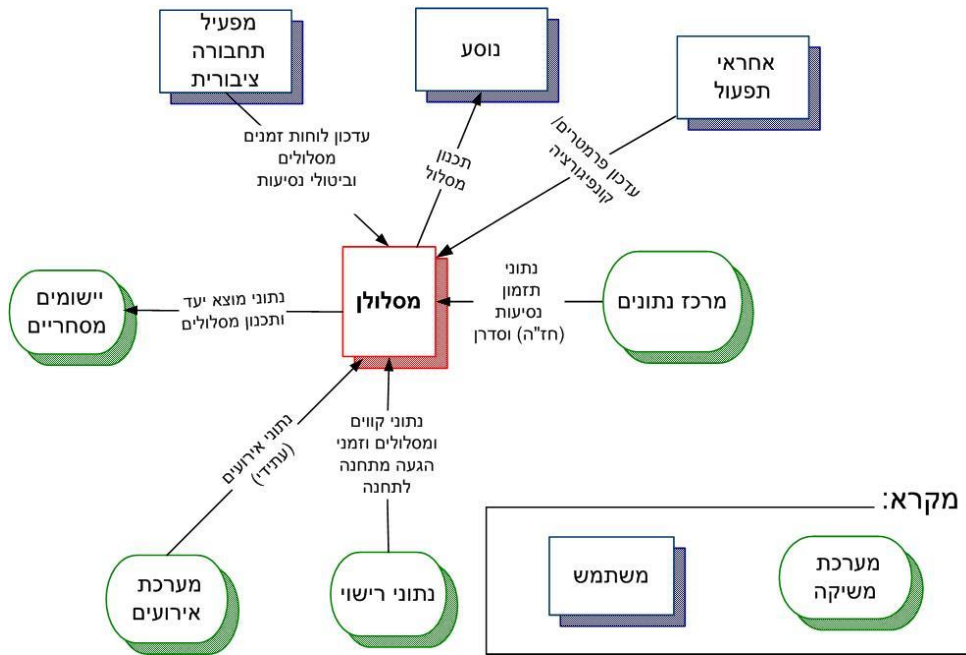 מפעיל
תחבורה
ציבורית
נוסע
אחראי
תפעול
עדכון לוחות זמנים
מסלולים
וביטולי נסיעות
תכנון
מסלול
עדכון פרמטרים/
קונפיגורציה
יישומים
מסחריים
נתוני מוצא יעד
ותכנון מסלולים
מסלולן
נתוני
תזמון
נסיעות
(חז"ה) וסדרן
מרכז נתונים
נתוני אירועים
(עתידי)
נתוני קווים
ומסלולים וזמני
הגעה מתחנה
לתחנה
מערכת
אירועים
נתוני רישוי
מקרא:
משתמש
מערכת
משיקה